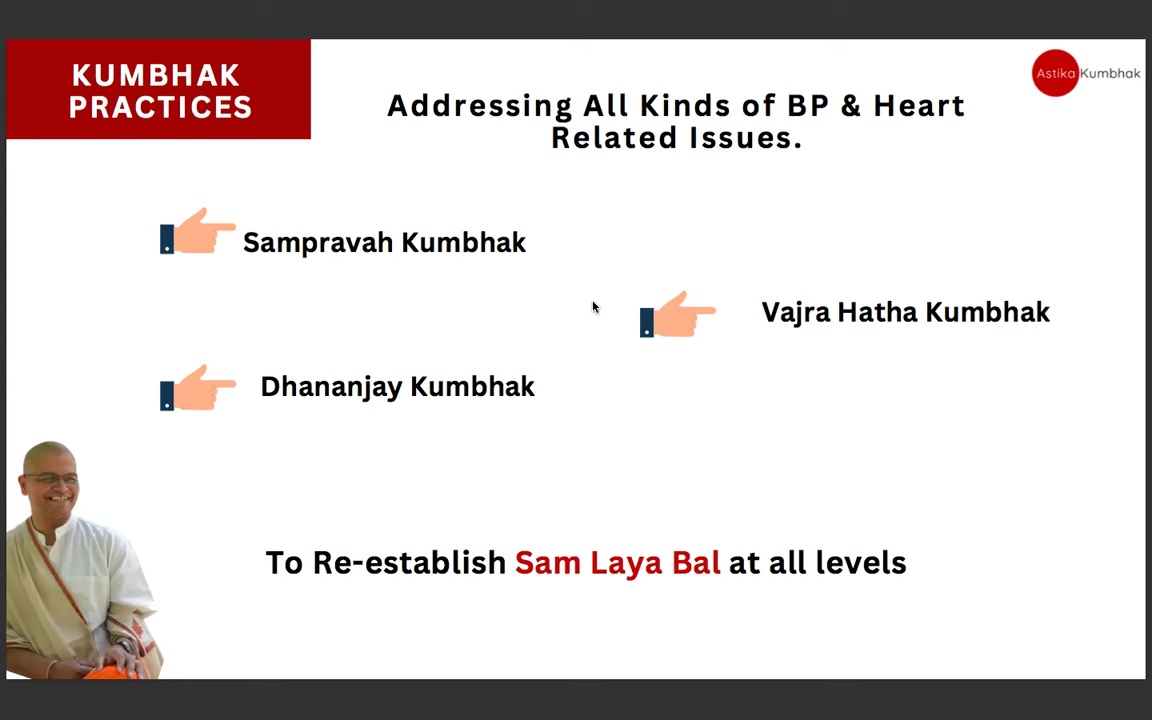 KUMBHAK
PRACTICES
Astika Kumbhak
Addressing All Kinds of BP & Heart
Related Issues.
Sampravah Kumbhak
Vajra Hatha Kumbhak
Dhananjay Kumbhak
To Re-establish Sam Laya Bal at all levels